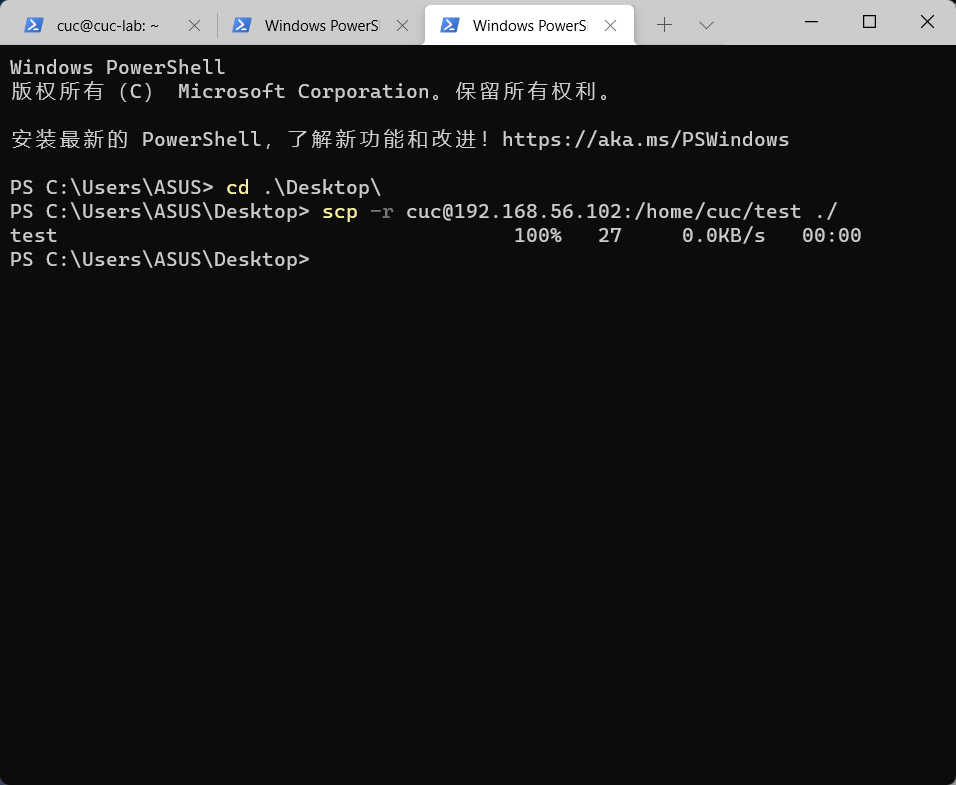 cuc@cuc-lab: ~
Windows PowerS
Windows PowerS
Windows PowerShell
版权所有 (C) Microsoft Corporation。保留所有权利。
安装最新的 PowerShell，了解新功能和改进！https://aka.ms/PSWindows
PS C:\Users\ASUS> cd .\Desktop\
PS C:\Users\ASUS\Desktop> scp -r cuc@192.168.56.102:/home/cuc/test ./
test 100% 27 0.0KB/s 00:00
PS C:\Users\ASUS\Desktop>